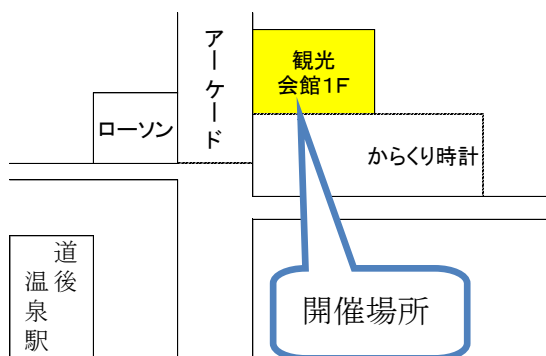 アーケード
観光
会館1F
ローソン
からくり時計
道後
温泉駅
開催場所